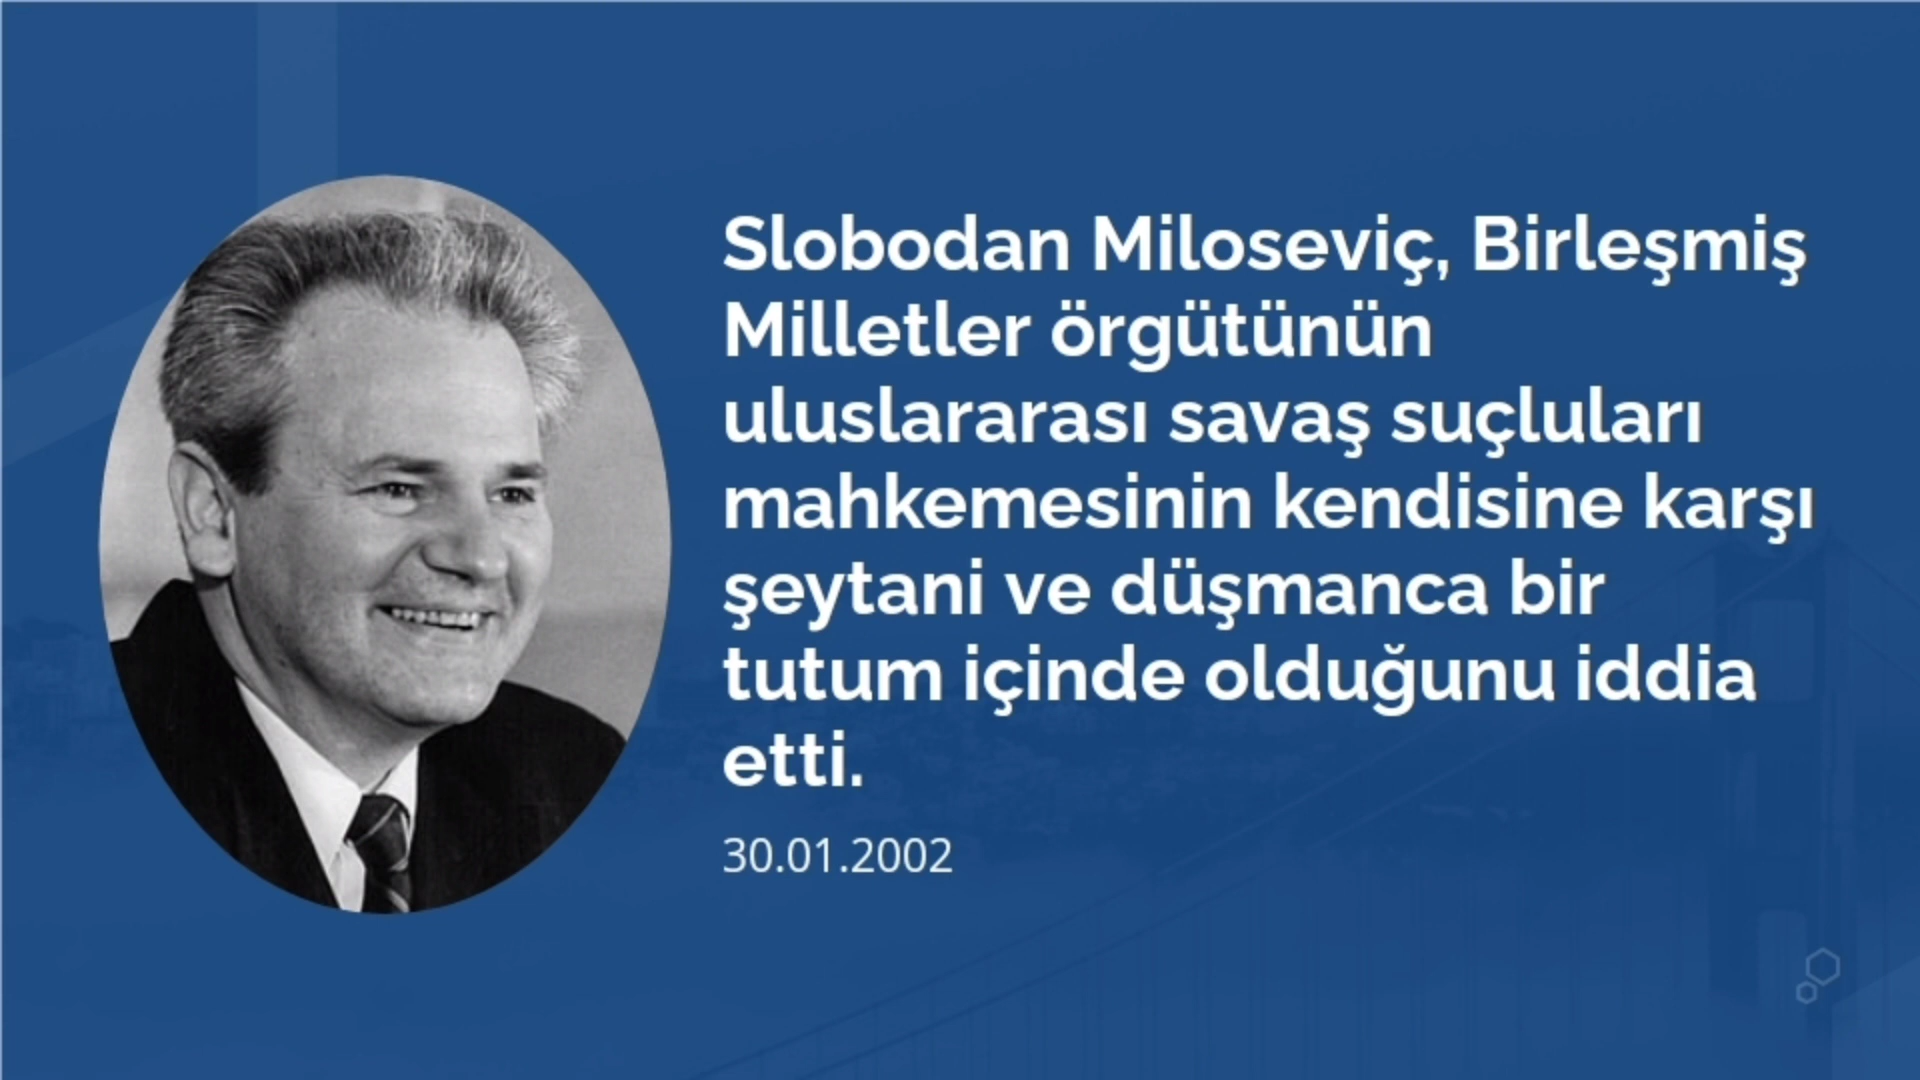 Slobodan Miloseviç, Birleşmiş
Milletler örgütünün
uluslararası savaş suçluları
mahkemesinin kendisine karşı
şeytani ve düşmanca bir
tutum içinde olduğunu iddia
etti.
30.01.2002